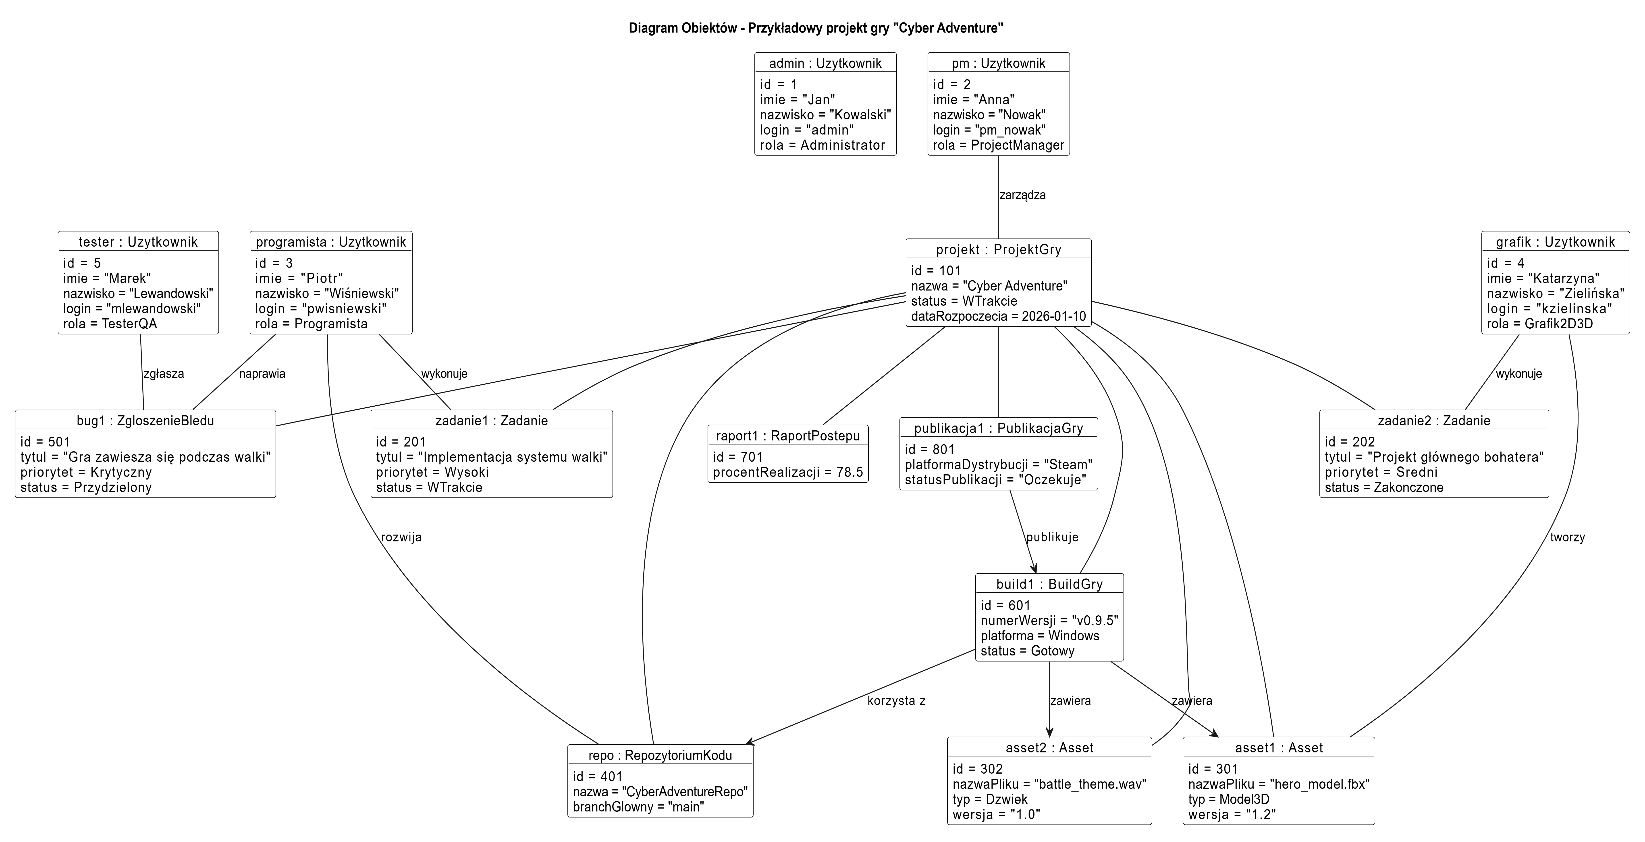 Diagram Obiektów - Przykładowy projekt gry "Cyber Adventure"
admin : Uzytkownik
id = 1
imie = "Jan"
nazwisko = "Kowalski"
login = "admin"
rola = Administrator
pm : Uzytkownik
id = 2
imie = "Anna"
nazwisko = "Nowak"
login = "pm_nowak"
rola = ProjectManager
zarządza
tester : Uzytkownik
id = 5
imie = "Marek"
nazwisko = "Lewandowski"
login = "mlewandowski"
rola = TesterQA
programista : Uzytkownik
id = 3
imie = "Piotr"
nazwisko = "Wiśniewski"
login = "pwisniewski"
rola = Programista
projekt : ProjektGry
id = 101
nazwa = "Cyber Adventure"
status = WTrakcie
dataRozpoczecia = 2026-01-10
grafik : Uzytkownik
id = 4
imie = "Katarzyna"
nazwisko = "Zielińska"
login = "kzielinska"
rola = Grafik2D3D
zgłasza
naprawia
wykonuje
wykonuje
bug1 : ZgloszenieBledu
id = 501
tytul = "Gra zawiesza się podczas walki"
priorytet = Krytyczny
status = Przydzielony
zadanie1 : Zadanie
id = 201
tytul = "Implementacja systemu walki"
priorytet = Wysoki
status = WTrakcie
raport1 : RaportPostepu
id = 701
procentRealizacji = 78.5
publikacja1 : PublikacjaGry
id = 801
platformaDystrybucji = "Steam"
statusPublikacji = "Oczekuje"
zadanie2 : Zadanie
id = 202
tytul = "Projekt głównego bohatera"
priorytet = Sredni
status = Zakonczone
rozwija
publikuje
tworzy
build1 : BuildGry
id = 601
numerWersji = "v0.9.5"
platforma = Windows
status = Gotowy
korzysta z
zawiera
zawiera
repo : RepozytoriumKodu
id = 401
nazwa = "CyberAdventureRepo"
branchGlowny = "main"
asset2 : Asset
id = 302
nazwaPliku = "battle_theme.wav"
typ = Dzwiek
wersja = "1.0"
asset1 : Asset
id = 301
nazwaPliku = "hero_model.fbx"
typ = Model3D
wersja = "1.2"